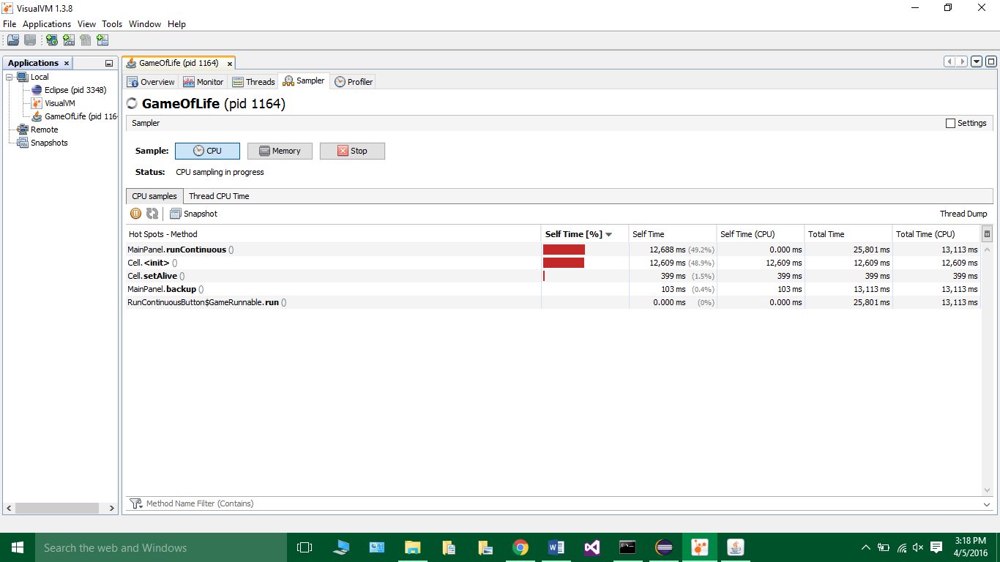 VisualVM 1.3.8
File Applications View Tools Window Help
Applications
GameOfLife (pid 1164)
Local
Eclipse (pid 3348)
VisualVM
GameOfLife (pid 116
Remote
Snapshots
Overview Monitor Threads Sampler Profiler
GameOfLife (pid 1164)
Sampler Settings
Sample: CPU Memory Stop
Status: CPU sampling in progress
CPU samples Thread CPU Time
Snapshot Thread Dump
Hot Spots - Method Self Time [%] Self Time Self Time (CPU) Total Time Total Time (CPU)
MainPanel.runContinuous () 12,688 ms (49.2%) 0.000 ms 25,801 ms 13,113 ms
Cell.<init> () 12,609 ms (48.9%) 12,609 ms 12,609 ms 12,609 ms
Cell.setAlive () 399 ms (1.5%) 399 ms 399 ms 399 ms
MainPanel.backup () 103 ms (0.4%) 103 ms 13,113 ms 13,113 ms
RunContinuousButton$GameRunnable.run () 0.000 ms (0%) 0.000 ms 25,801 ms 13,113 ms
Method Name Filter (Contains)
Search the web and Windows
3:18 PM
4/5/2016